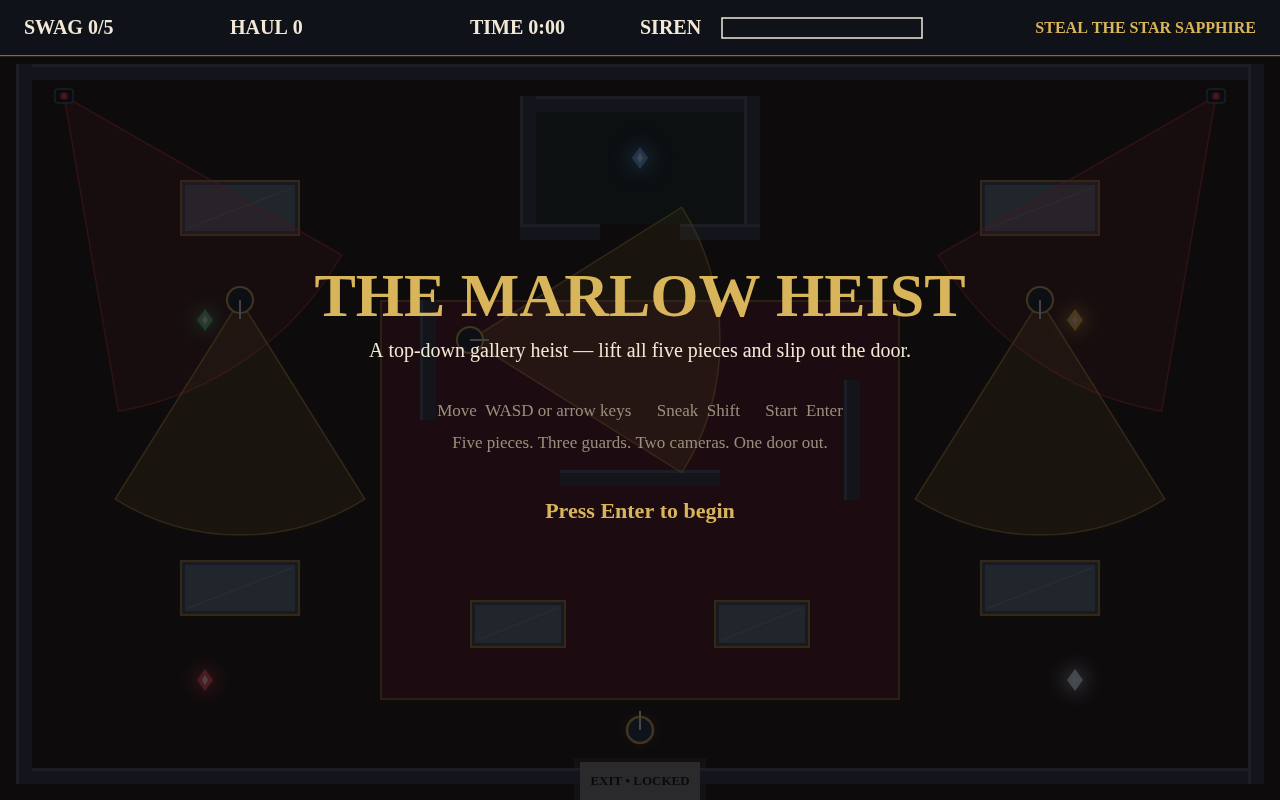 SWAG 0/5 HAUL 0 TIME 0:00 SIREN STEAL THE STAR SAPPHIRE
THE MARLOW HEIST
A top-down gallery heist — lift all five pieces and slip out the door.
Move WASD or arrow keys Sneak Shift Start Enter
Five pieces. Three guards. Two cameras. One door out.
Press Enter to begin
EXIT • LOCKED